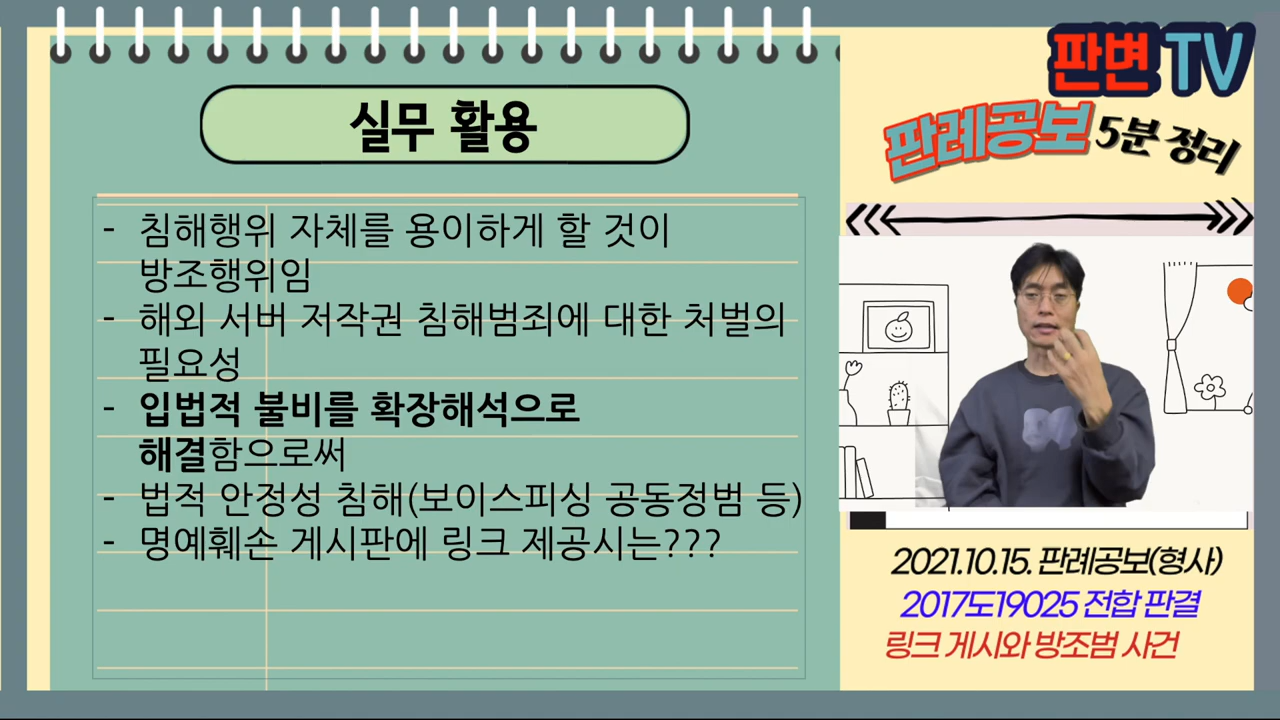 실무 활용
- 침해행위 자체를 용이하게 할 것이
방조행위임
- 해외 서버 저작권 침해범죄에 대한 처벌의
필요성
- 입법적 불비를 확장해석으로
해결함으로써
- 법적 안정성 침해(보이스피싱 공동정범 등)
- 명예훼손 게시판에 링크 제공시는???
판변 TV
판례공보 5분 정리
2021.10.15. 판례공보(형사)
2017도19025 전합 판결
링크 게시와 방조범 사건